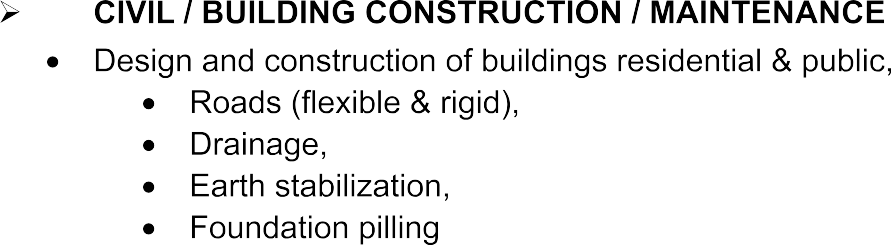 ➢ CIVIL / BUILDING CONSTRUCTION / MAINTENANCE
• Design and construction of buildings residential & public,
• Roads (flexible & rigid),
• Drainage,
• Earth stabilization,
• Foundation pilling